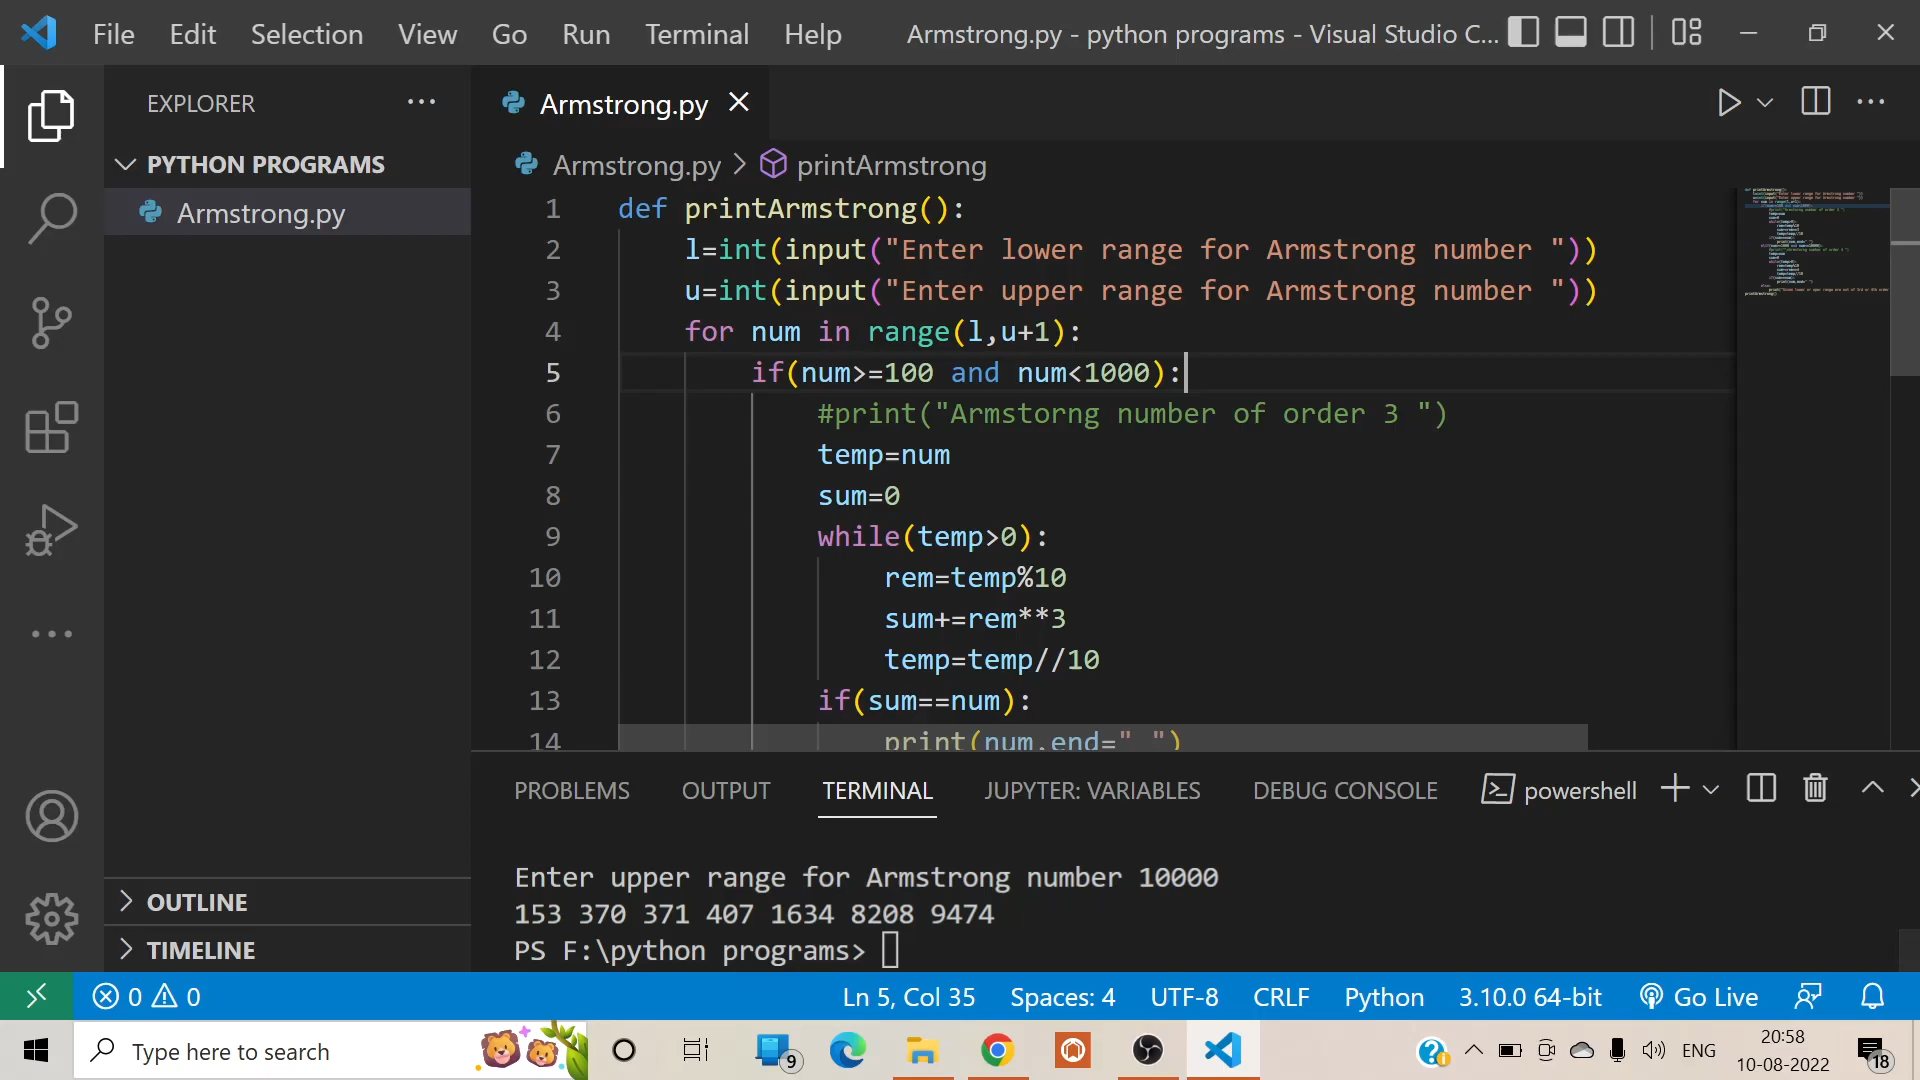 File Edit Selection View Go Run Terminal Help Armstrong.py - python programs - Visual Studio C...
EXPLORER ...
Armstrong.py
PYTHON PROGRAMS
Armstrong.py
Armstrong.py > printArmstrong
1 def printArmstrong():
2 l=int(input("Enter lower range for Armstrong number "))
3 u=int(input("Enter upper range for Armstrong number "))
4 for num in range(l,u+1):
5 if(num>=100 and num<1000):
6 #print("Armstorng number of order 3 ")
7 temp=num
8 sum=0
9 while(temp>0):
10 rem=temp%10
11 sum+=rem**3
12 temp=temp//10
13 if(sum==num):
14 print(num,end=" ")
OUTLINE
TIMELINE
PROBLEMS OUTPUT TERMINAL JUPYTER: VARIABLES DEBUG CONSOLE powershell
Enter upper range for Armstrong number 10000
153 370 371 407 1634 8208 9474
PS F:\python programs>
0 0 Ln 5, Col 35 Spaces: 4 UTF-8 CRLF Python 3.10.0 64-bit Go Live
Type here to search 9 ENG 20:58
10-08-2022 18